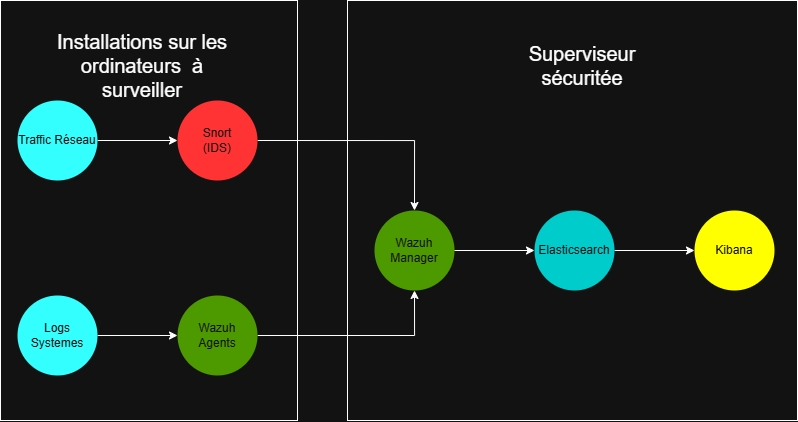 Installations sur les
ordinateurs à
surveiller
Superviseur
sécuritée
Traffic Réseau
Snort
(IDS)
Wazuh
Manager
Elasticsearch
Kibana
Logs
Systemes
Wazuh
Agents